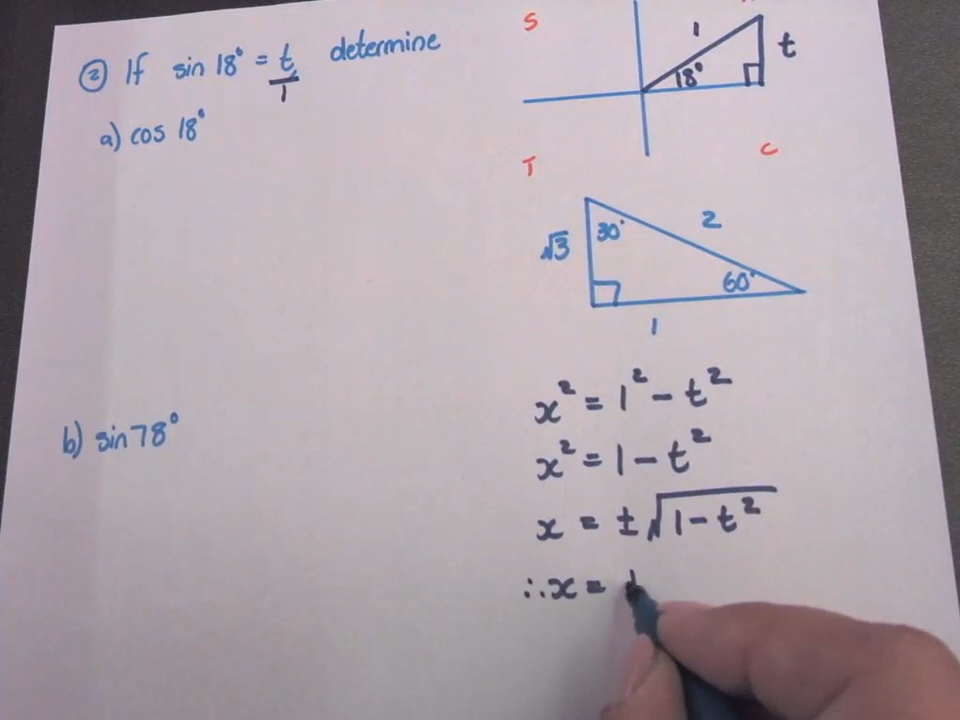 ② If sin 18° = t/1 determine
a) cos 18°
b) sin 78°
S
1
t
18°
T
C
√3
30°
2
60°
1
x² = 1² - t²
x² = 1 - t²
x = ± √1 - t²
∴ x =